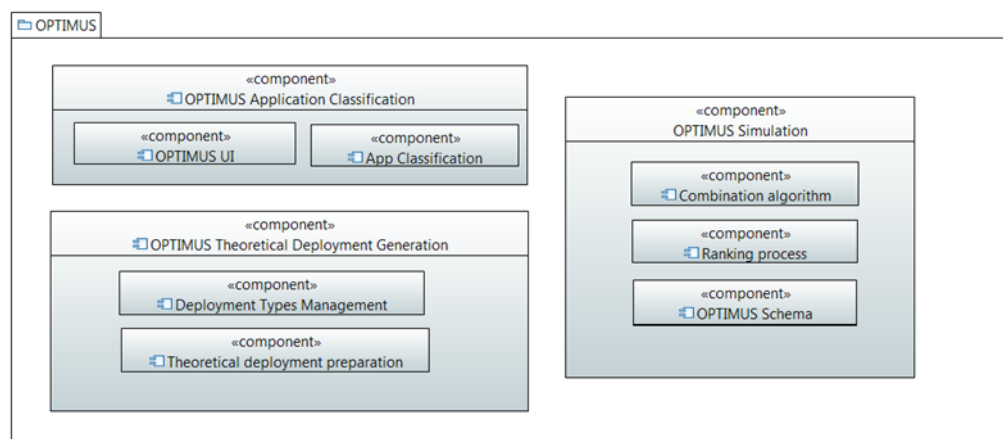 OPTIMUS
«component»
OPTIMUS Application Classification
«component»
OPTIMUS UI
«component»
App Classification
«component»
OPTIMUS Theoretical Deployment Generation
«component»
Deployment Types Management
«component»
Theoretical deployment preparation
«component»
OPTIMUS Simulation
«component»
Combination algorithm
«component»
Ranking process
«component»
OPTIMUS Schema